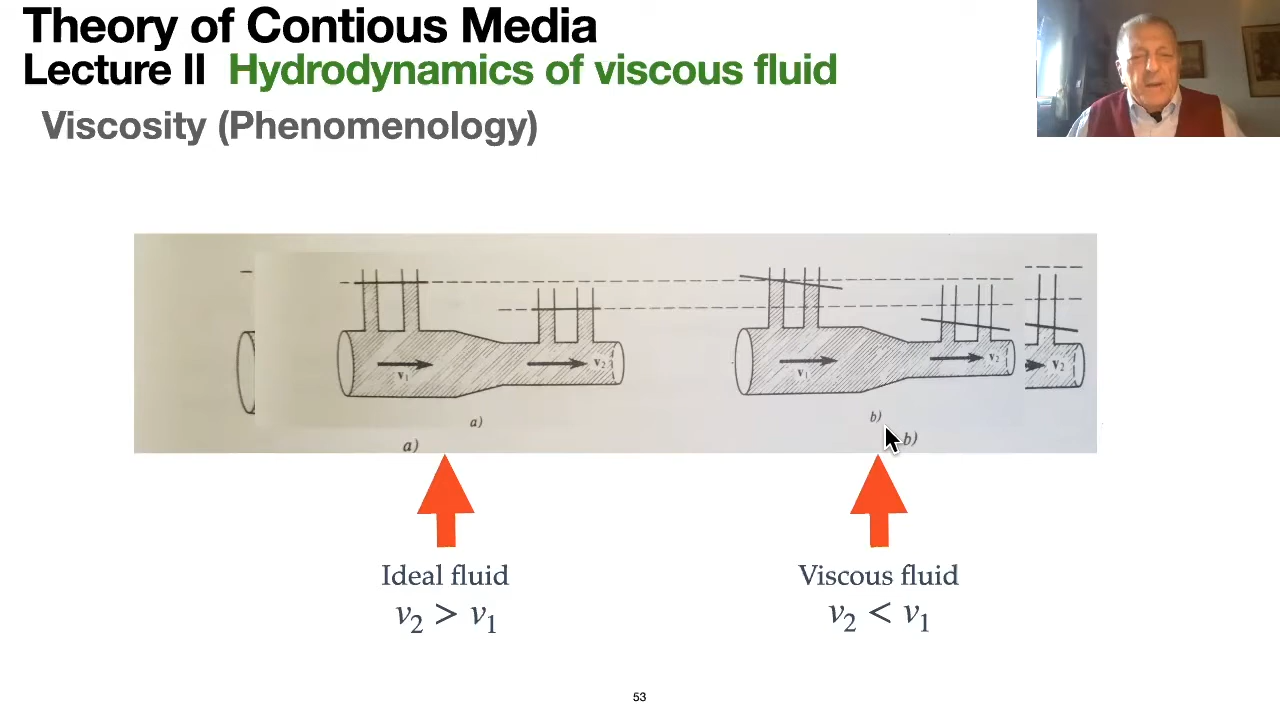 Theory of Contious Media
Lecture II Hydrodynamics of viscous fluid
Viscosity (Phenomenology)
v₁
v₂
a)
a)
v₁
v₂
v₂
b)
b)
Ideal fluid
v₂ > v₁
Viscous fluid
v₂ < v₁
53